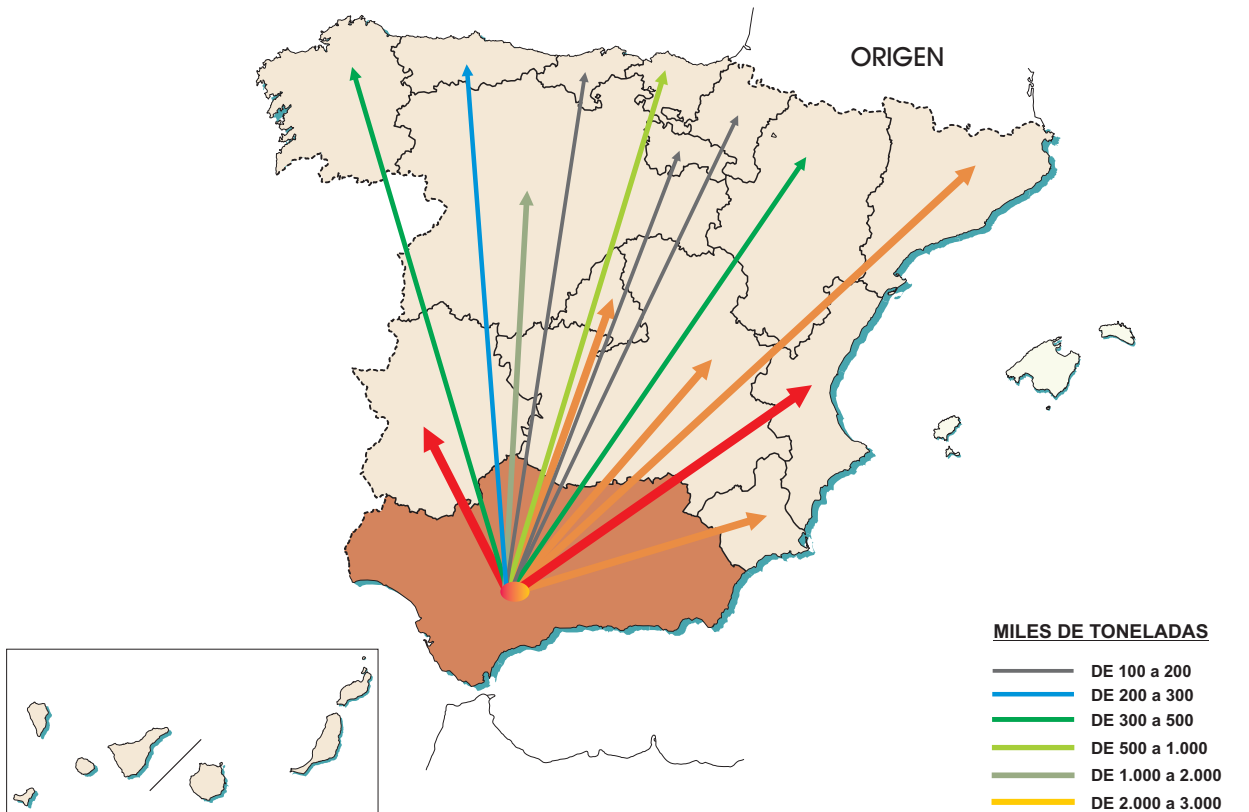 ORIGEN
MILES DE TONELADAS
DE 100 a 200
DE 200 a 300
DE 300 a 500
DE 500 a 1.000
DE 1.000 a 2.000
DE 2.000 a 3.000